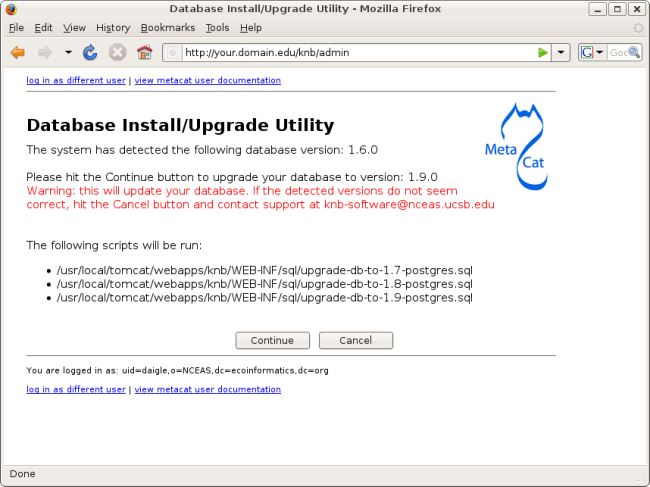 Database Install/Upgrade Utility - Mozilla Firefox
File Edit View History Bookmarks Tools Help
http://your.domain.edu/knb/admin
G Goo
log in as different user | view metacat user documentation
Meta Cat
Database Install/Upgrade Utility
The system has detected the following database version: 1.6.0
Please hit the Continue button to upgrade your database to version: 1.9.0
Warning: this will update your database. If the detected versions do not seem
correct, hit the Cancel button and contact support at knb-software@nceas.ucsb.edu
The following scripts will be run:
• /usr/local/tomcat/webapps/knb/WEB-INF/sql/upgrade-db-to-1.7-postgres.sql
• /usr/local/tomcat/webapps/knb/WEB-INF/sql/upgrade-db-to-1.8-postgres.sql
• /usr/local/tomcat/webapps/knb/WEB-INF/sql/upgrade-db-to-1.9-postgres.sql
Continue Cancel
You are logged in as: uid=daigle,o=NCEAS,dc=ecoinformatics,dc=org
log in as different user | view metacat user documentation
Done